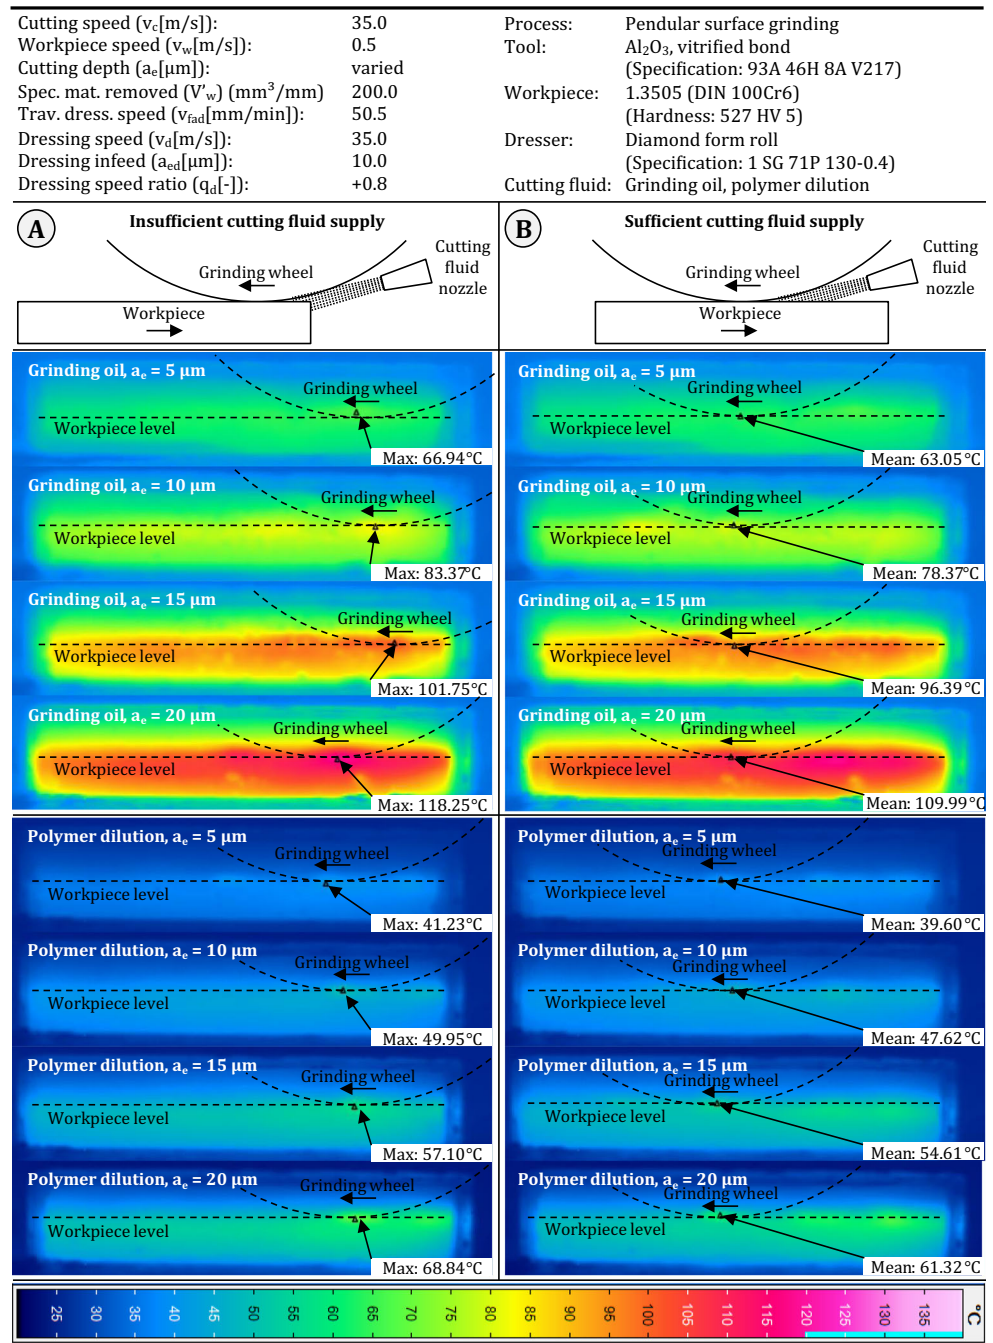 Cutting speed (vc[m/s]): 35.0
Workpiece speed (vw[m/s]): 0.5
Cutting depth (ae[µm]): varied
Spec. mat. removed (V'w) (mm³/mm) 200.0
Trav. dress. speed (vfad[mm/min]): 50.5
Dressing speed (vd[m/s]): 35.0
Dressing infeed (aed[µm]): 10.0
Dressing speed ratio (qd[-]): +0.8
Process: Pendular surface grinding
Tool: Al2O3, vitrified bond
(Specification: 93A 46H 8A V217)
Workpiece: 1.3505 (DIN 100Cr6)
(Hardness: 527 HV 5)
Dresser: Diamond form roll
(Specification: 1 SG 71P 130-0.4)
Cutting fluid: Grinding oil, polymer dilution
A Insufficient cutting fluid supply
Grinding wheel
Cutting
fluid
nozzle
Workpiece
B Sufficient cutting fluid supply
Grinding wheel
Cutting
fluid
nozzle
Workpiece
Grinding oil, ae = 5 µm
Grinding wheel
Workpiece level
Max: 66.94°C
Grinding oil, ae = 5 µm
Grinding wheel
Workpiece level
Mean: 63.05°C
Grinding oil, ae = 10 µm
Grinding wheel
Workpiece level
Max: 83.37°C
Grinding oil, ae = 10 µm
Grinding wheel
Workpiece level
Mean: 78.37°C
Grinding oil, ae = 15 µm
Grinding wheel
Workpiece level
Max: 101.75°C
Grinding oil, ae = 15 µm
Grinding wheel
Workpiece level
Mean: 96.39°C
Grinding oil, ae = 20 µm
Grinding wheel
Workpiece level
Max: 118.25°C
Grinding oil, ae = 20 µm
Grinding wheel
Workpiece level
Mean: 109.99°C
Polymer dilution, ae = 5 µm
Grinding wheel
Workpiece level
Max: 41.23°C
Polymer dilution, ae = 5 µm
Grinding wheel
Workpiece level
Mean: 39.60°C
Polymer dilution, ae = 10 µm
Grinding wheel
Workpiece level
Max: 49.95°C
Polymer dilution, ae = 10 µm
Grinding wheel
Workpiece level
Mean: 47.62°C
Polymer dilution, ae = 15 µm
Grinding wheel
Workpiece level
Max: 57.10°C
Polymer dilution, ae = 15 µm
Grinding wheel
Workpiece level
Mean: 54.61°C
Polymer dilution, ae = 20 µm
Grinding wheel
Workpiece level
Max: 68.84°C
Polymer dilution, ae = 20 µm
Grinding wheel
Workpiece level
Mean: 61.32°C
25 30 35 40 45 50 55 60 65 70 75 80 85 90 95 100 105 110 115 120 125 130 135 °C